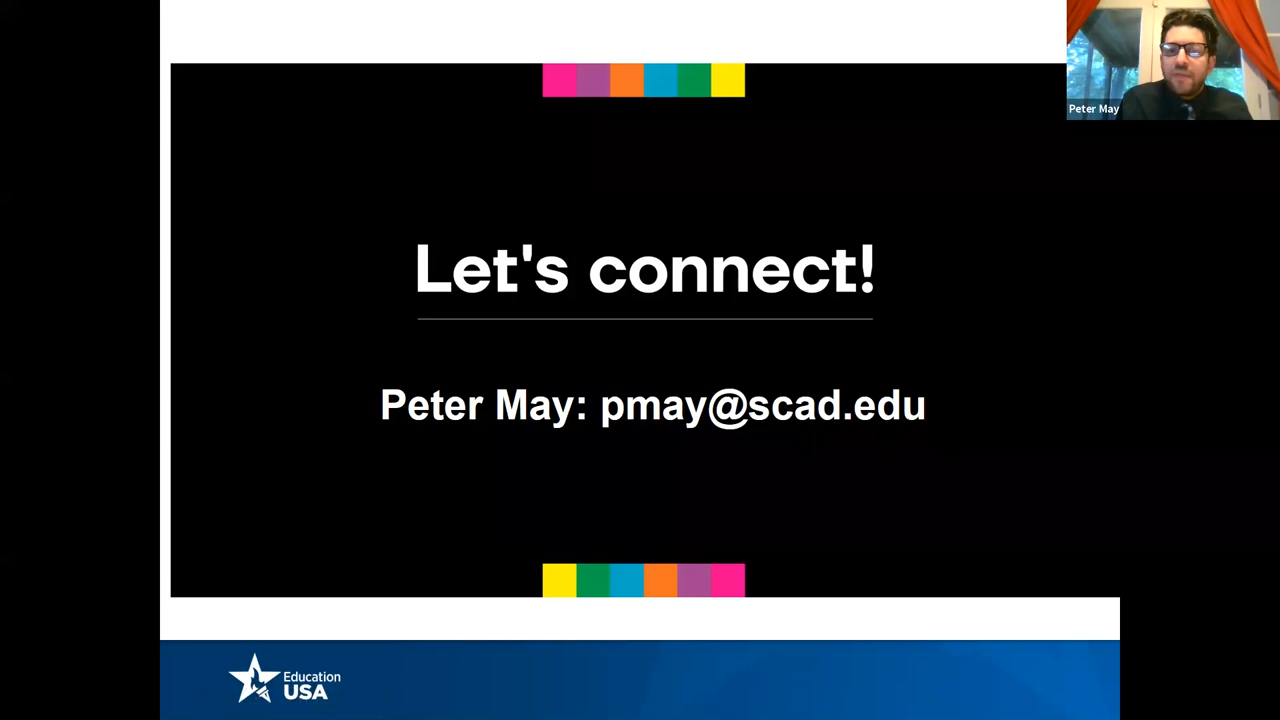 Peter May
Let's connect!
Peter May: pmay@scad.edu
Education
USA